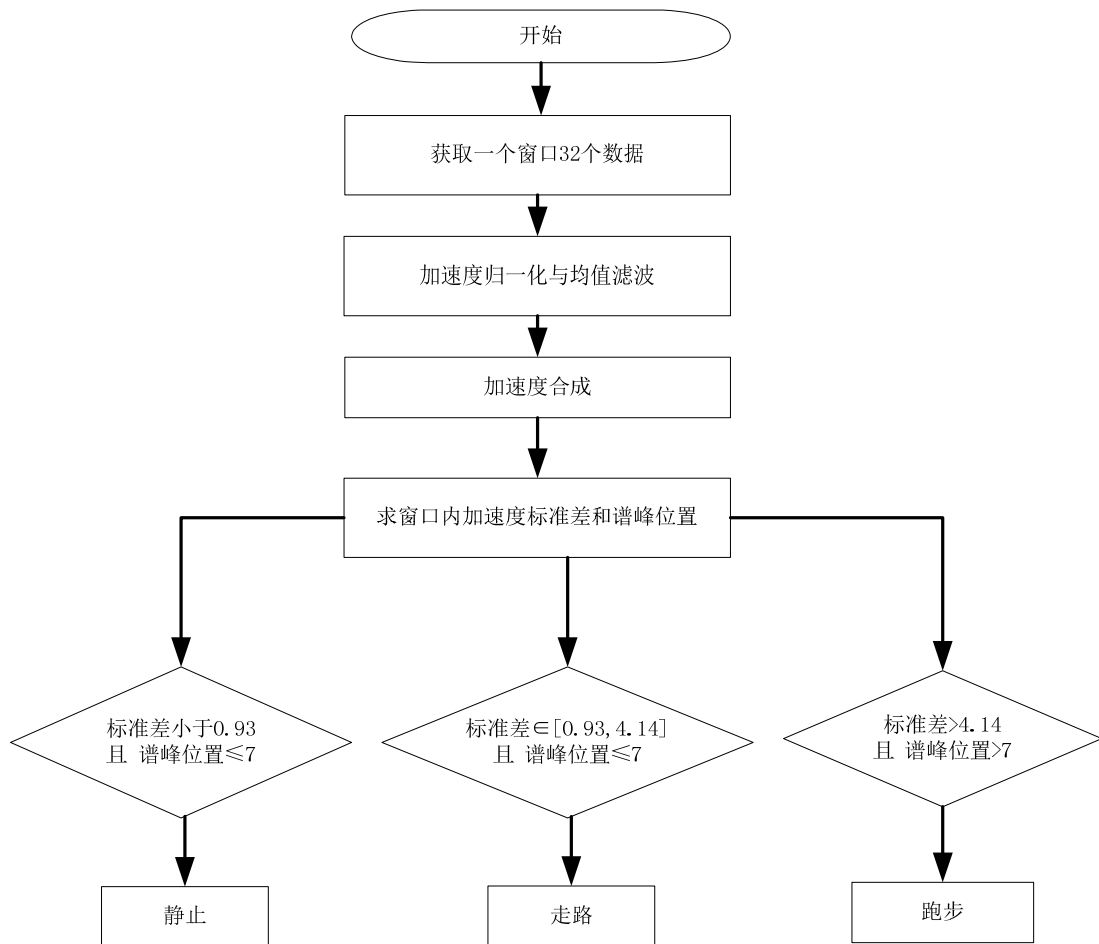 开始
获取一个窗口32个数据
加速度归一化与均值滤波
加速度合成
求窗口内加速度标准差和谱峰位置
标准差小于0.93
且 谱峰位置≤7
标准差∈[0.93,4.14]
且 谱峰位置≤7
标准差>4.14
且 谱峰位置>7
静止
走路
跑步